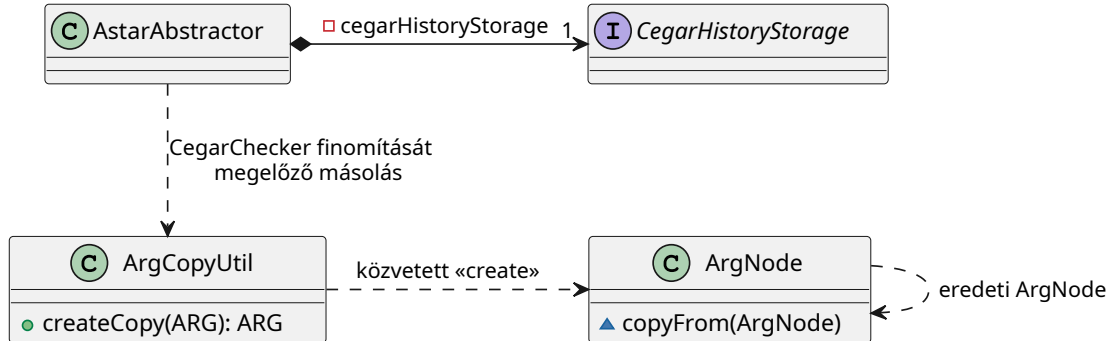 C AstarAbstractor
cegarHistoryStorage
1
I CegarHistoryStorage
CegarChecker finomítását
megelőző másolás
C ArgCopyUtil
createCopy(ARG): ARG
közvetett «create»
C ArgNode
copyFrom(ArgNode)
eredeti ArgNode